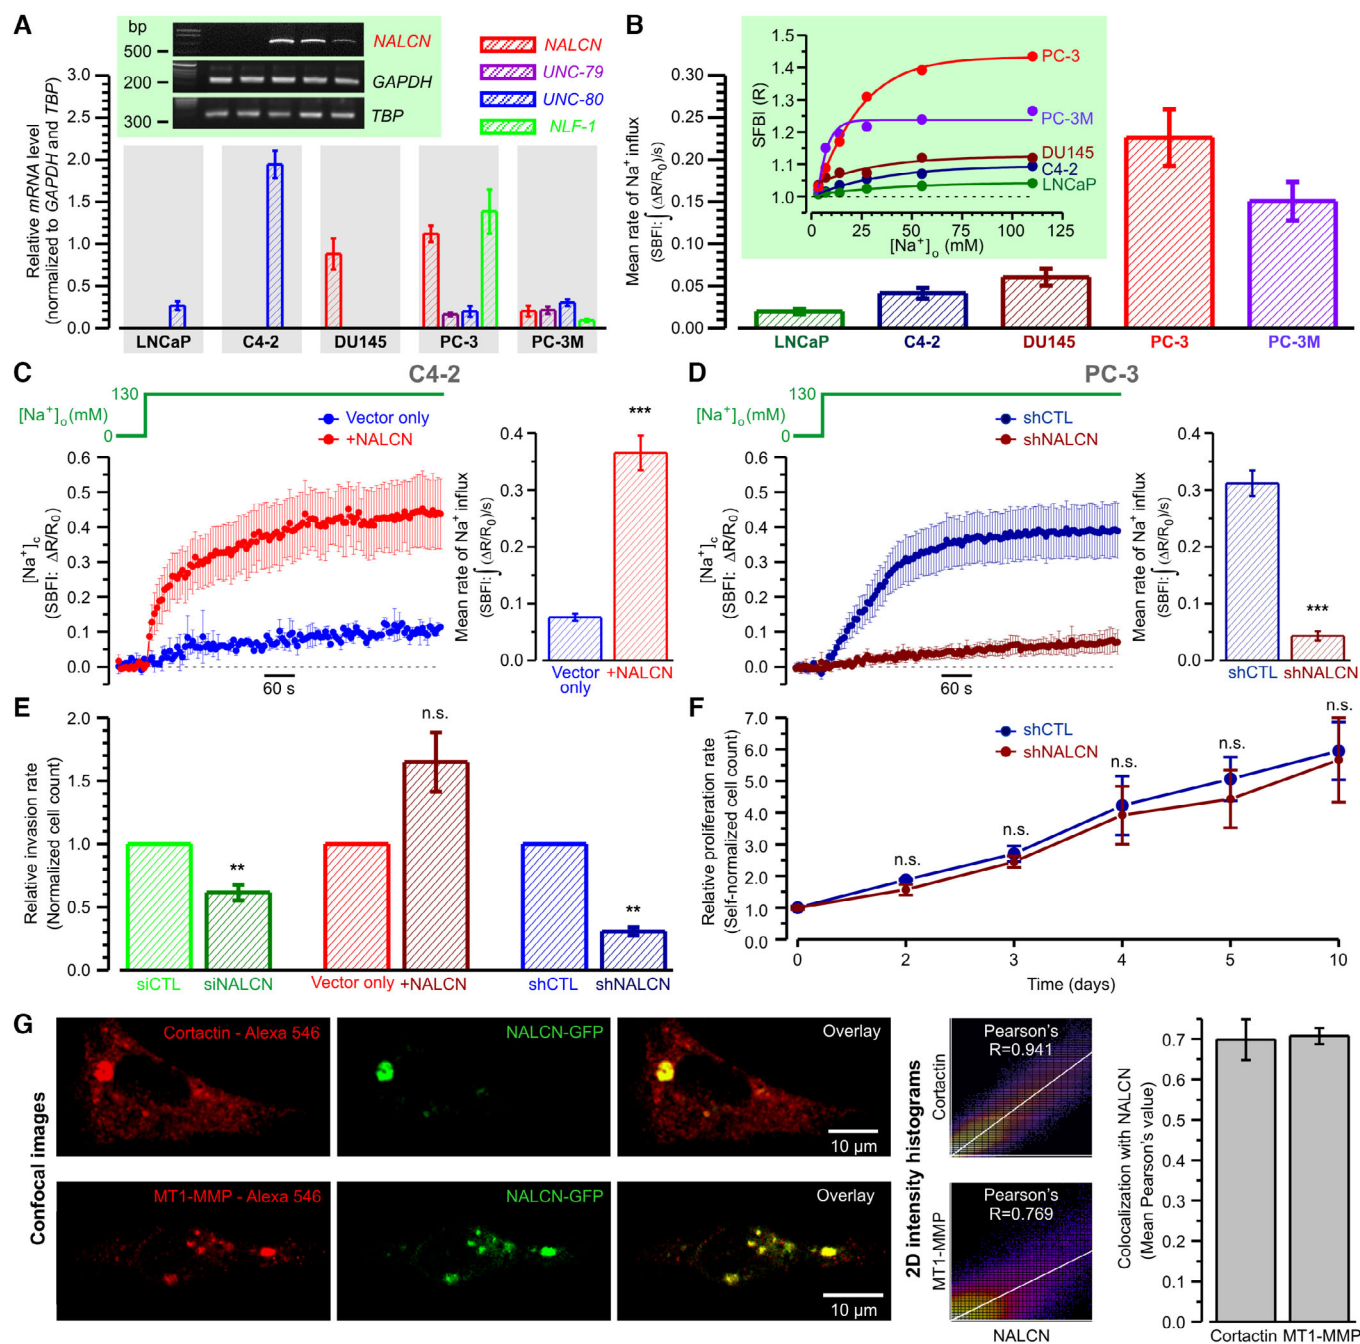 A
bp
500
200
300
NALCN
GAPDH
TBP
NALCN
UNC-79
UNC-80
NLF-1
Relative mRNA level
(normalized to GAPDH and TBP)
3.0
2.5
2.0
1.5
1.0
0.5
0.0
LNCaP
C4-2
DU145
PC-3
PC-3M
B
Mean rate of Na⁺ influx
(SBFI: ∫ (ΔR/R₀)/s)
0.30
0.25
0.20
0.15
0.10
0.05
0.00
SFBI (R)
1.5
1.4
1.3
1.2
1.1
1.0
0
25
50
75
100
125
[Na⁺]ₒ (mM)
PC-3
PC-3M
DU145
C4-2
LNCaP
LNCaP
C4-2
DU145
PC-3
PC-3M
C
C4-2
130
[Na⁺]ₒ(mM)
0
Vector only
+NALCN
[Na⁺]c
(SBFI: ΔR/R₀)
0.6
0.5
0.4
0.3
0.2
0.1
0.0
60 s
Mean rate of Na⁺ influx
(SBFI: ∫ (ΔR/R₀)/s)
0.4
0.3
0.2
0.1
0.0
***
Vector
only
+NALCN
D
PC-3
130
[Na⁺]ₒ(mM)
0
shCTL
shNALCN
[Na⁺]c
(SBFI: ΔR/R₀)
0.6
0.5
0.4
0.3
0.2
0.1
0.0
60 s
Mean rate of Na⁺ influx
(SBFI: ∫ (ΔR/R₀)/s)
0.4
0.3
0.2
0.1
0.0
***
shCTL
shNALCN
E
Relative invasion rate
(Normalized cell count)
2.0
1.5
1.0
0.5
0.0
**
n.s.
**
siCTL
siNALCN
Vector only
+NALCN
shCTL
shNALCN
F
Relative proliferation rate
(Self-normalized cell count)
7.0
6.0
5.0
4.0
3.0
2.0
1.0
0.0
shCTL
shNALCN
n.s.
n.s.
n.s.
n.s.
n.s.
0
2
3
4
5
10
Time (days)
G
Confocal images
Cortactin - Alexa 546
NALCN-GFP
Overlay
10 µm
MT1-MMP - Alexa 546
NALCN-GFP
Overlay
10 µm
2D intensity histograms
Cortactin
Pearson's
R=0.941
MT1-MMP
Pearson's
R=0.769
NALCN
Colocalization with NALCN
(Mean Pearson's value)
0.7
0.6
0.5
0.4
0.3
0.2
0.1
0.0
Cortactin
MT1-MMP